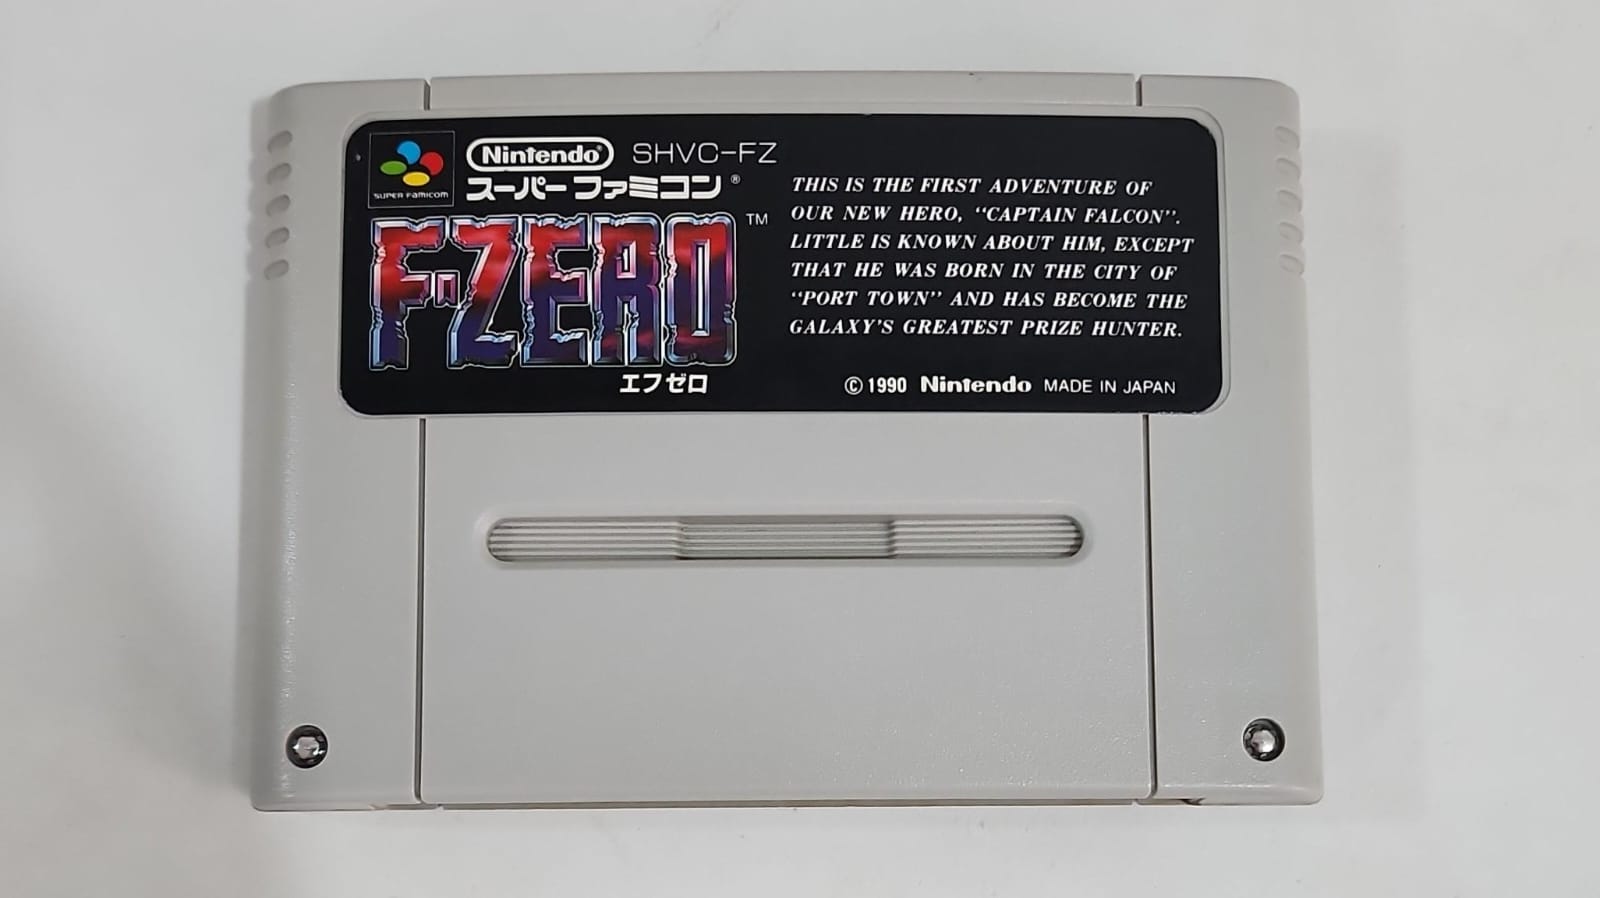 SUPER FAMICOM
Nintendo® SHVC-FZ
スーパーファミコン®
F-ZERO™
エフゼロ
THIS IS THE FIRST ADVENTURE OF
OUR NEW HERO, "CAPTAIN FALCON".
LITTLE IS KNOWN ABOUT HIM, EXCEPT
THAT HE WAS BORN IN THE CITY OF
"PORT TOWN" AND HAS BECOME THE
GALAXY'S GREATEST PRIZE HUNTER.
© 1990 Nintendo MADE IN JAPAN